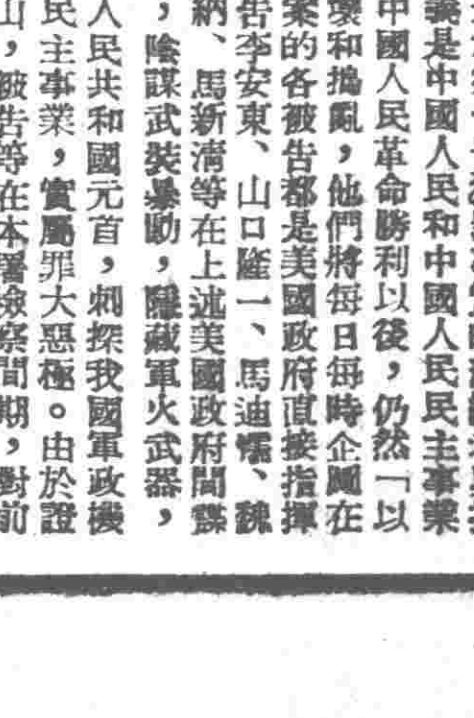 義是中國人民和中國人民民主事業
中國人民革命勝利以後，仍然「以
壞和搗亂，他們將每日每時企圖在
案的各被告都是美國政府直接指揮
告李安東、山口隆一、馬迪懦、魏
納、馬新清等在上述美國政府間諜
，陰謀武裝暴動，隱藏軍火武器，
人民共和國元首，刺探我國軍政機
民主事業，實屬罪大惡極。由於證
山，被告等在本署檢察間期，對前